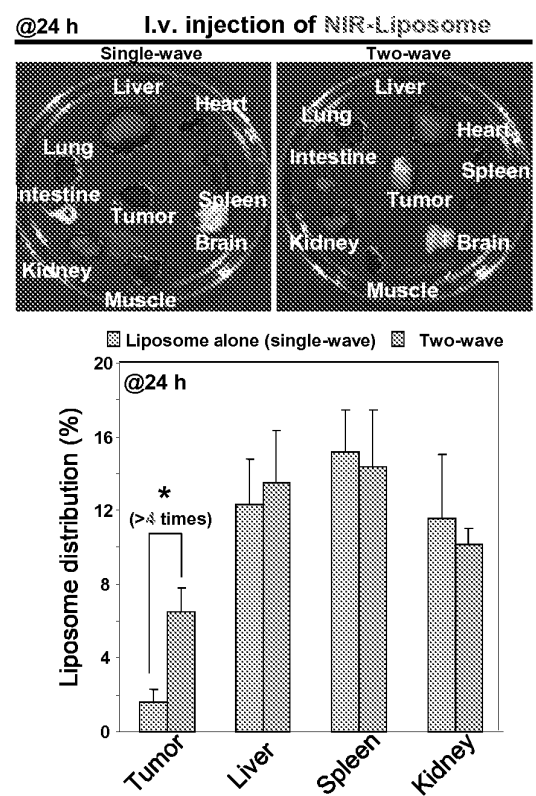 @24 h I.v. injection of NIR-Liposome
Single-wave Two-wave
Liver
Heart
Lung
Intestine
Spleen
Tumor
Brain
Kidney
Muscle
Liver
Lung
Heart
Intestine
Spleen
Tumor
Kidney
Brain
Muscle
Liposome alone (single-wave) Two-wave
@24 h
Liposome distribution (%)
20
16
12
8
4
0
*
(>4 times)
Tumor
Liver
Spleen
Kidney